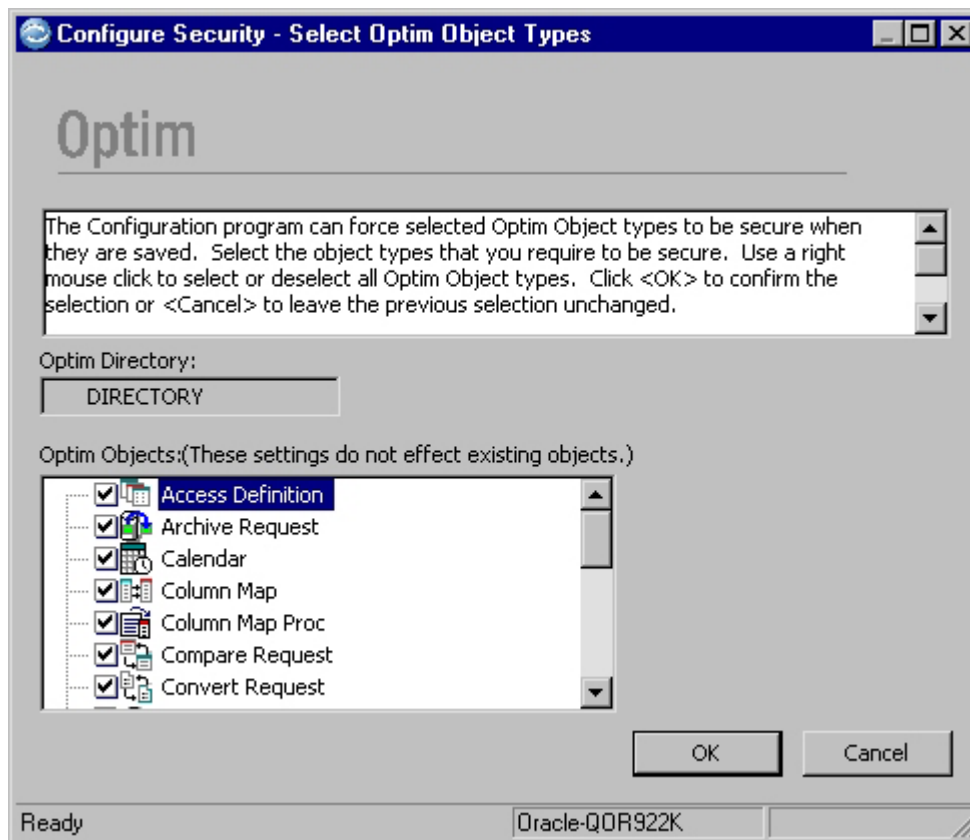 Configure Security - Select Optim Object Types
Optim
The Configuration program can force selected Optim Object types to be secure when
they are saved.  Select the object types that you require to be secure.  Use a right
mouse click to select or deselect all Optim Object types.  Click <OK> to confirm the
selection or <Cancel> to leave the previous selection unchanged.
Optim Directory:
DIRECTORY
Optim Objects:(These settings do not effect existing objects.)
Access Definition
Archive Request
Calendar
Column Map
Column Map Proc
Compare Request
Convert Request
OK
Cancel
Ready
Oracle-QOR922K